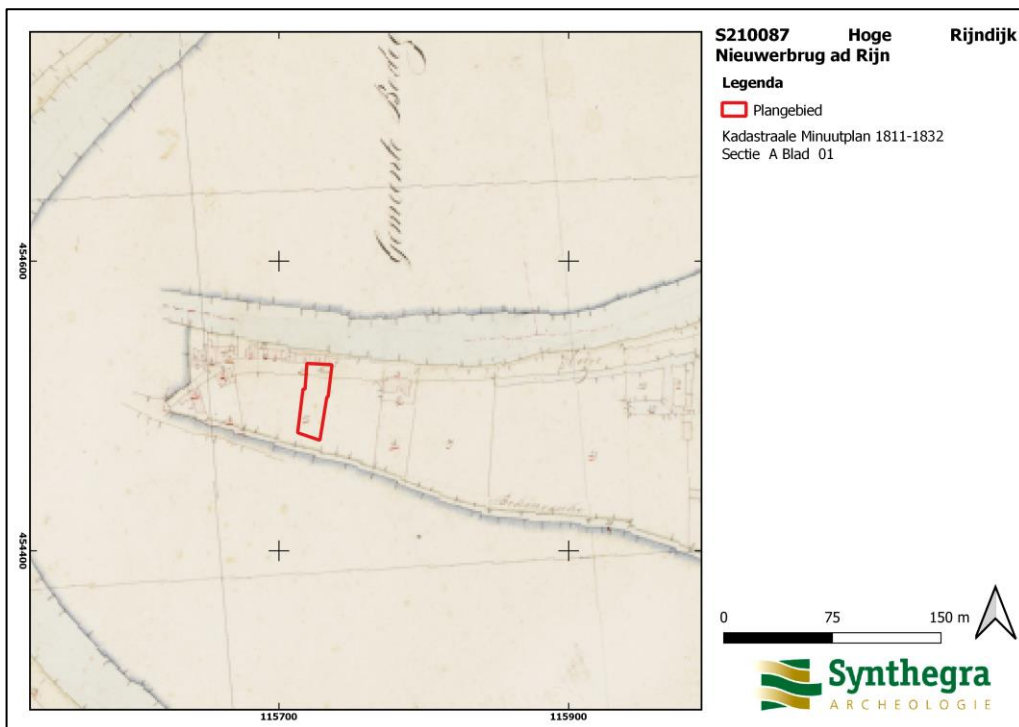 S210087 Hoge Rijndijk
Nieuwerbrug ad Rijn
Legenda
Plangebied
Kadastraale Minuutplan 1811-1832
Sectie A Blad 01
Gemeente
454600
454400
115700
115900
0 75 150 m
Synthegra
ARCHEOLOGIE